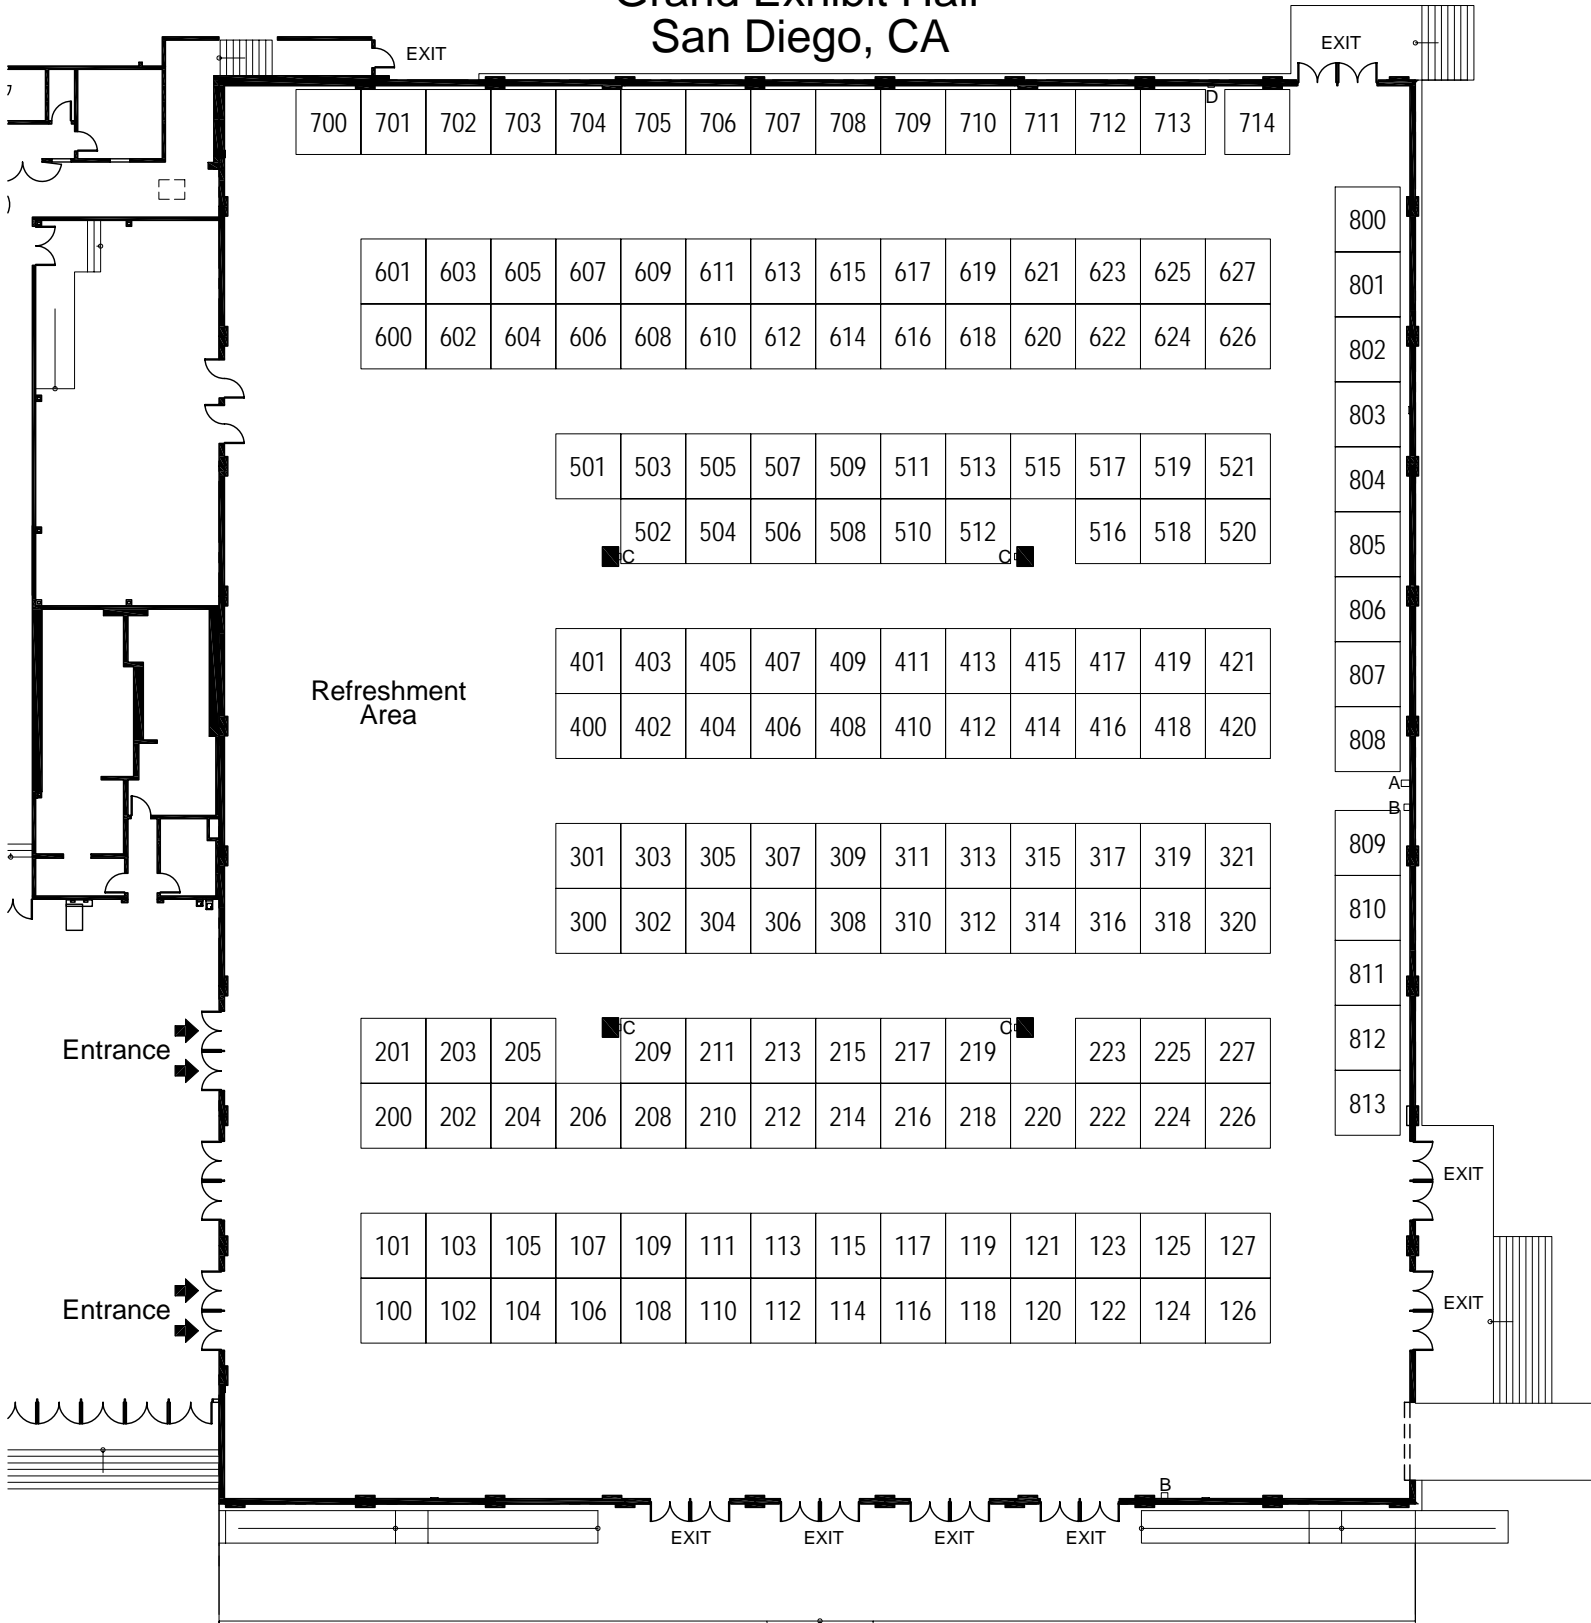 Grand Exhibit Hall
San Diego, CA
EXIT
EXIT
D
700 701 702 703 704 705 706 707 708 709 710 711 712 713 714
800
601 603 605 607 609 611 613 615 617 619 621 623 625 627
801
600 602 604 606 608 610 612 614 616 618 620 622 624 626
802
803
501 503 505 507 509 511 513 515 517 519 521
804
502 504 506 508 510 512 516 518 520
805
C C
806
401 403 405 407 409 411 413 415 417 419 421
807
Refreshment
Area
400 402 404 406 408 410 412 414 416 418 420
808
A
B
809
301 303 305 307 309 311 313 315 317 319 321
810
300 302 304 306 308 310 312 314 316 318 320
811
C C
812
Entrance
201 203 205 209 211 213 215 217 219 223 225 227
813
200 202 204 206 208 210 212 214 216 218 220 222 224 226
EXIT
101 103 105 107 109 111 113 115 117 119 121 123 125 127
EXIT
Entrance
100 102 104 106 108 110 112 114 116 118 120 122 124 126
B
EXIT EXIT EXIT EXIT